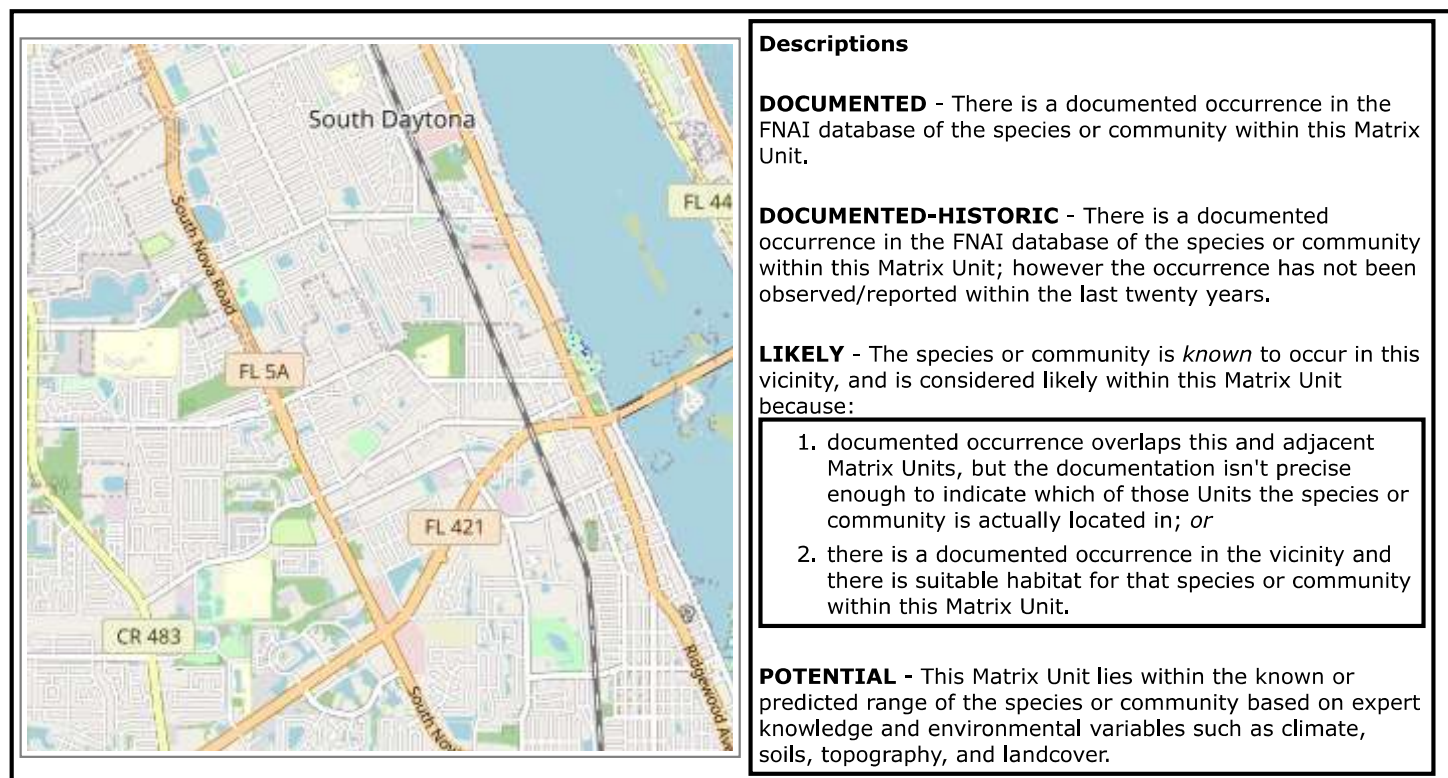 South Daytona
FL 44
South Nova Road
FL 5A
FL 421
CR 483
South Nov
Ridgewood Av
Descriptions
DOCUMENTED - There is a documented occurrence in the
FNAI database of the species or community within this Matrix
Unit.
DOCUMENTED-HISTORIC - There is a documented
occurrence in the FNAI database of the species or community
within this Matrix Unit; however the occurrence has not been
observed/reported within the last twenty years.
LIKELY - The species or community is known to occur in this
vicinity, and is considered likely within this Matrix Unit
because:
1. documented occurrence overlaps this and adjacent
Matrix Units, but the documentation isn't precise
enough to indicate which of those Units the species or
community is actually located in; or
2. there is a documented occurrence in the vicinity and
there is suitable habitat for that species or community
within this Matrix Unit.
POTENTIAL - This Matrix Unit lies within the known or
predicted range of the species or community based on expert
knowledge and environmental variables such as climate,
soils, topography, and landcover.